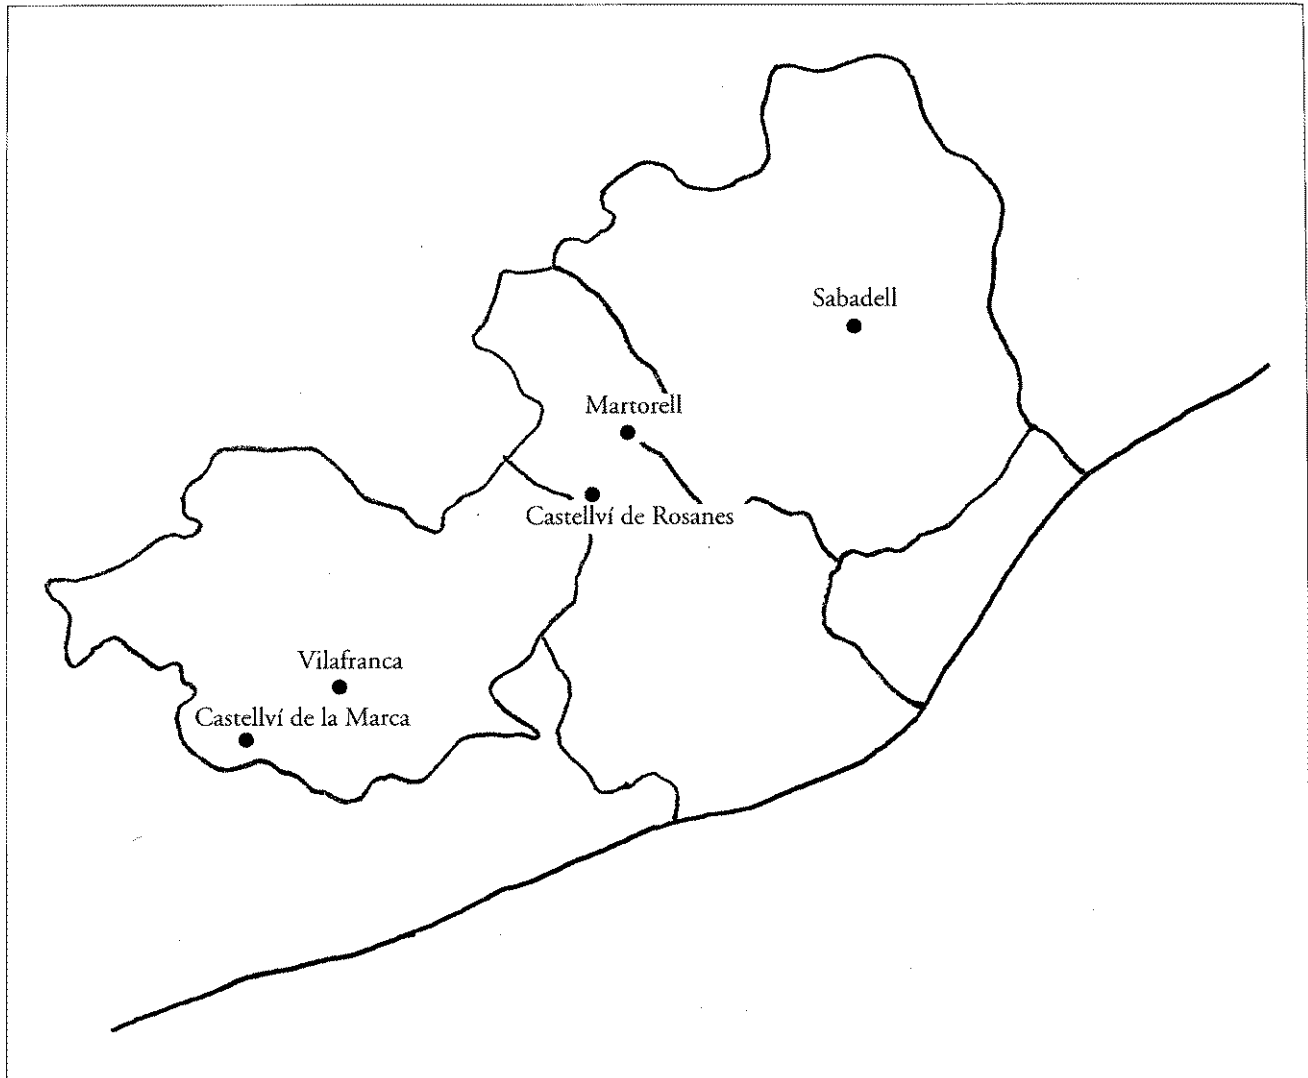 Sabadell
Martorell
Castellví de Rosanes
Vilafranca
Castellví de la Marca